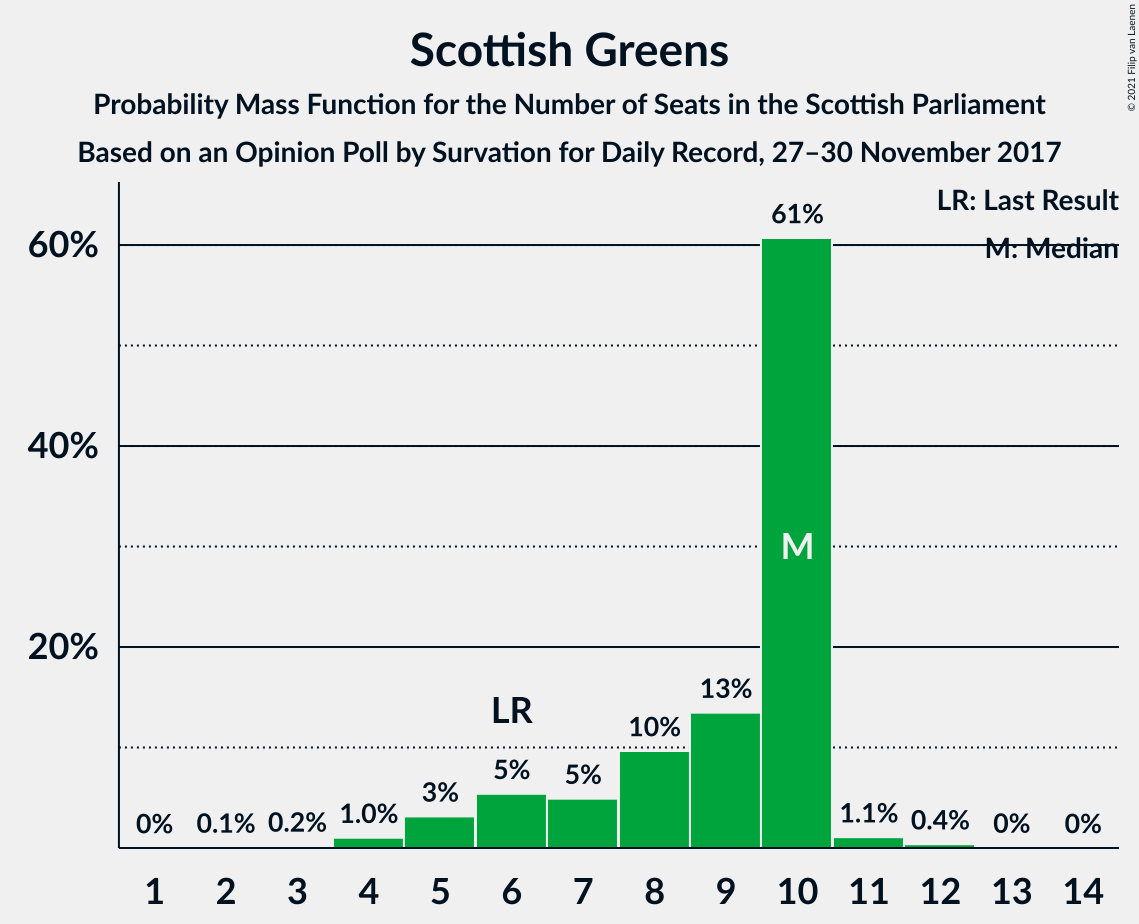 Scottish Greens
Probability Mass Function for the Number of Seats in the Scottish Parliament
Based on an Opinion Poll by Survation for Daily Record, 27–30 November 2017
© 2021 Filip van Laenen
LR: Last Result
M: Median
60%
40%
20%
0%
0.1%
0.2%
1.0%
3%
LR
5%
5%
10%
13%
61%
M
1.1%
0.4%
0%
0%
1 2 3 4 5 6 7 8 9 10 11 12 13 14